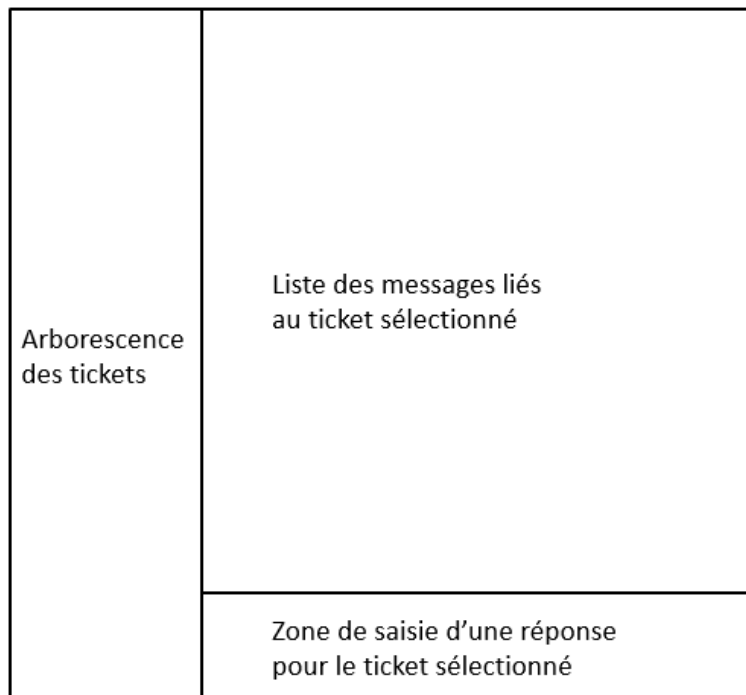 Arborescence
des tickets
Liste des messages liés
au ticket sélectionné
Zone de saisie d’une réponse
pour le ticket sélectionné